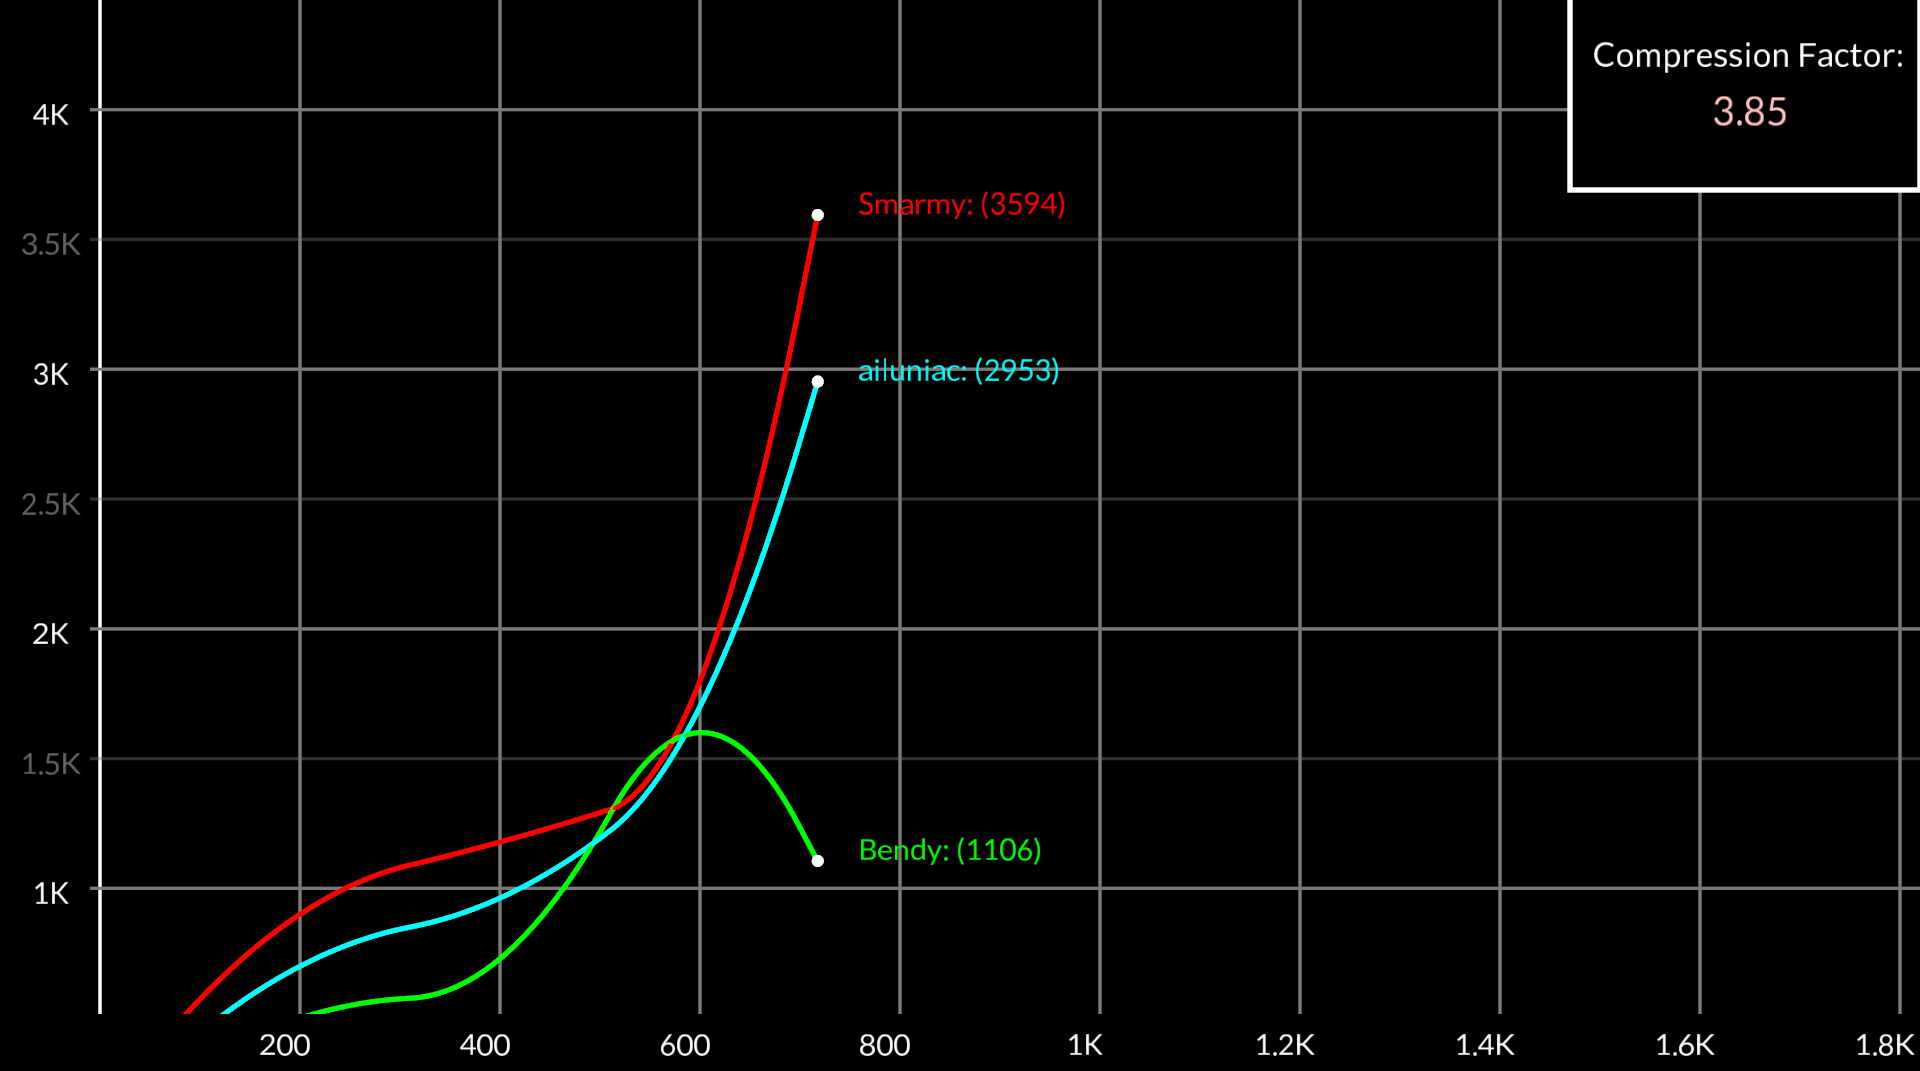 Compression Factor:
3.85
4K
Smarmy: (3594)
3.5K
ailuniac: (2953)
3K
2.5K
2K
1.5K
Bendy: (1106)
1K
200 400 600 800 1K 1.2K 1.4K 1.6K 1.8K